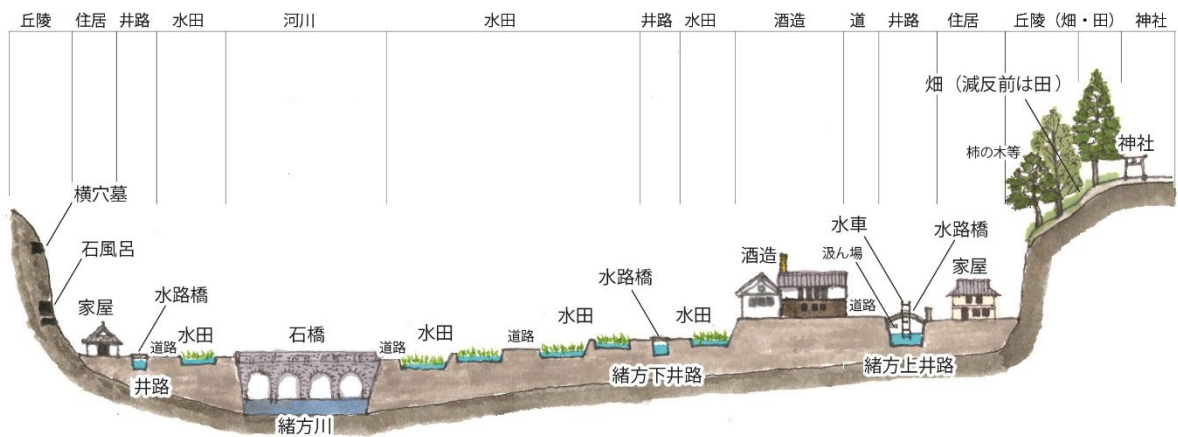 丘陵
住居
井路
水田
河川
水田
井路
水田
酒造
道
井路
住居
丘陵（畑・田）
神社
畑（減反前は田）
柿の木等
神社
横穴墓
石風呂
家屋
水路橋
道路
水田
石橋
道路
水田
道路
水田
水路橋
水田
酒造
道路
水車
汲ん場
水路橋
家屋
井路
緒方川
緒方下井路
緒方上井路